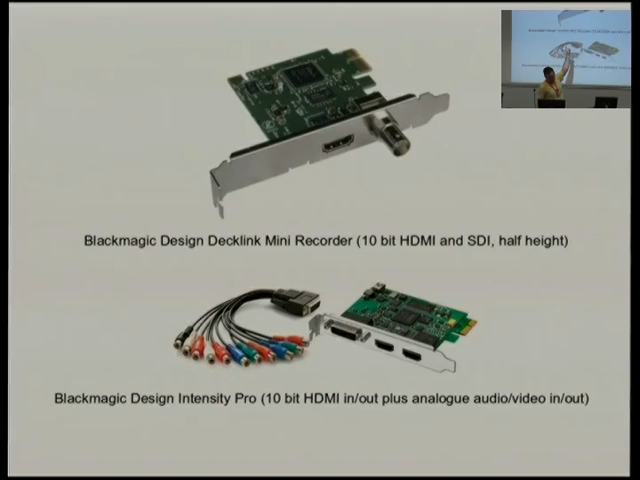 Blackmagic Design Decklink Mini Recorder (10 bit HDMI and SDI, half height)
Blackmagic Design Intensity Pro (10 bit HDMI in/out plus analogue audio/video in/out)